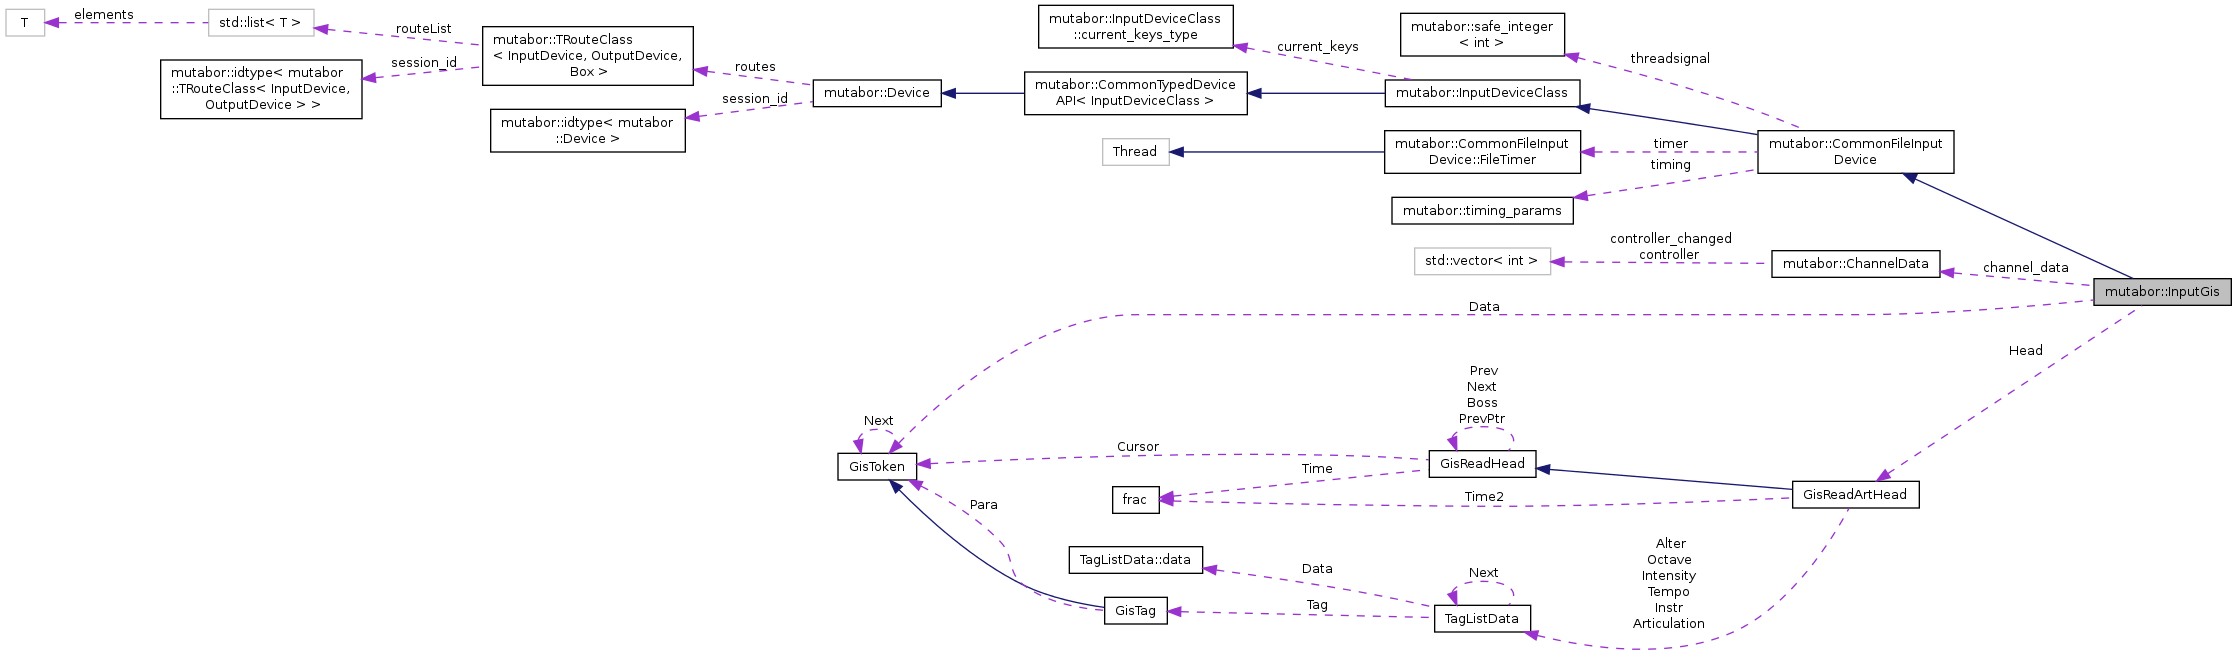 T
elements
std::list< T >
routeList
session_id
mutabor::idtype< mutabor
::TRouteClass< InputDevice,
OutputDevice > >
mutabor::TRouteClass
< InputDevice, OutputDevice,
Box >
routes
session_id
mutabor::idtype< mutabor
::Device >
mutabor::Device
mutabor::InputDeviceClass
::current_keys_type
mutabor::CommonTypedDevice
API< InputDeviceClass >
current_keys
mutabor::safe_integer
< int >
threadsignal
mutabor::InputDeviceClass
Thread
mutabor::CommonFileInput
Device::FileTimer
timer
timing
mutabor::CommonFileInput
Device
mutabor::timing_params
std::vector< int >
controller_changed
controller
mutabor::ChannelData
channel_data
mutabor::InputGis
Data
Head
Prev
Next
Boss
PrevPtr
Next
GisToken
Cursor
GisReadHead
Time
frac
Time2
GisReadArtHead
Para
TagListData::data
Data
Next
Alter
Octave
Intensity
Tempo
Instr
Articulation
GisTag
Tag
TagListData